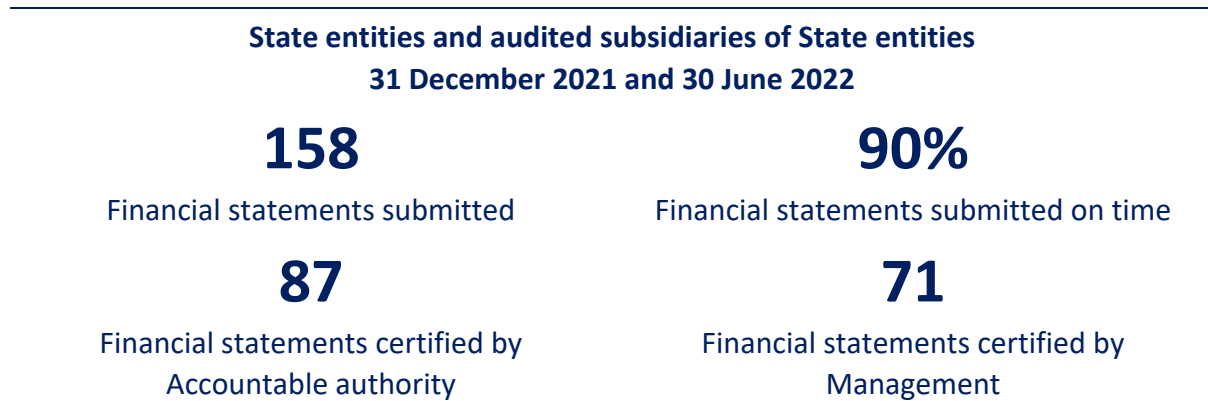 State entities and audited subsidiaries of State entities
31 December 2021 and 30 June 2022
158
Financial statements submitted
90%
Financial statements submitted on time
87
Financial statements certified by
Accountable authority
71
Financial statements certified by
Management